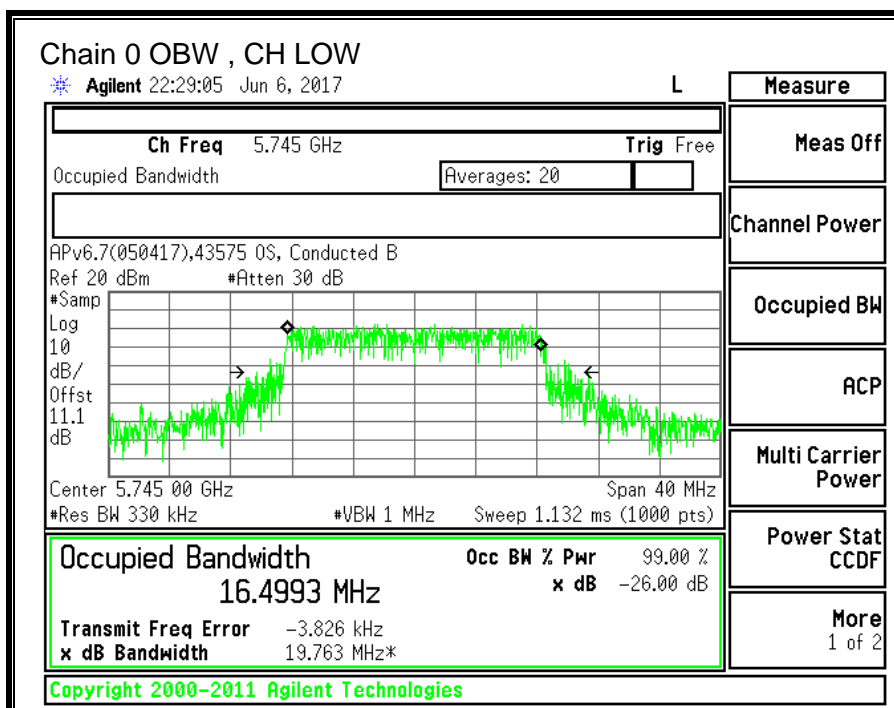 Chain 0 OBW , CH LOW
Agilent 22:29:05 Jun 6, 2017 L
Measure
Ch Freq 5.745 GHz Trig Free
Meas Off
Occupied Bandwidth Averages: 20
Channel Power
APv6.7(050417),43575 OS, Conducted B
Ref 20 dBm #Atten 30 dB
#Samp
Log
10
dB/
Offst
11.1
dB
Occupied BW
ACP
Multi Carrier
Power
Center 5.745 00 GHz Span 40 MHz
#Res BW 330 kHz #VBW 1 MHz Sweep 1.132 ms (1000 pts)
Power Stat
CCDF
Occupied Bandwidth Occ BW % Pwr 99.00 %
16.4993 MHz x dB -26.00 dB
Transmit Freq Error -3.826 kHz
x dB Bandwidth 19.763 MHz*
More
1 of 2
Copyright 2000-2011 Agilent Technologies